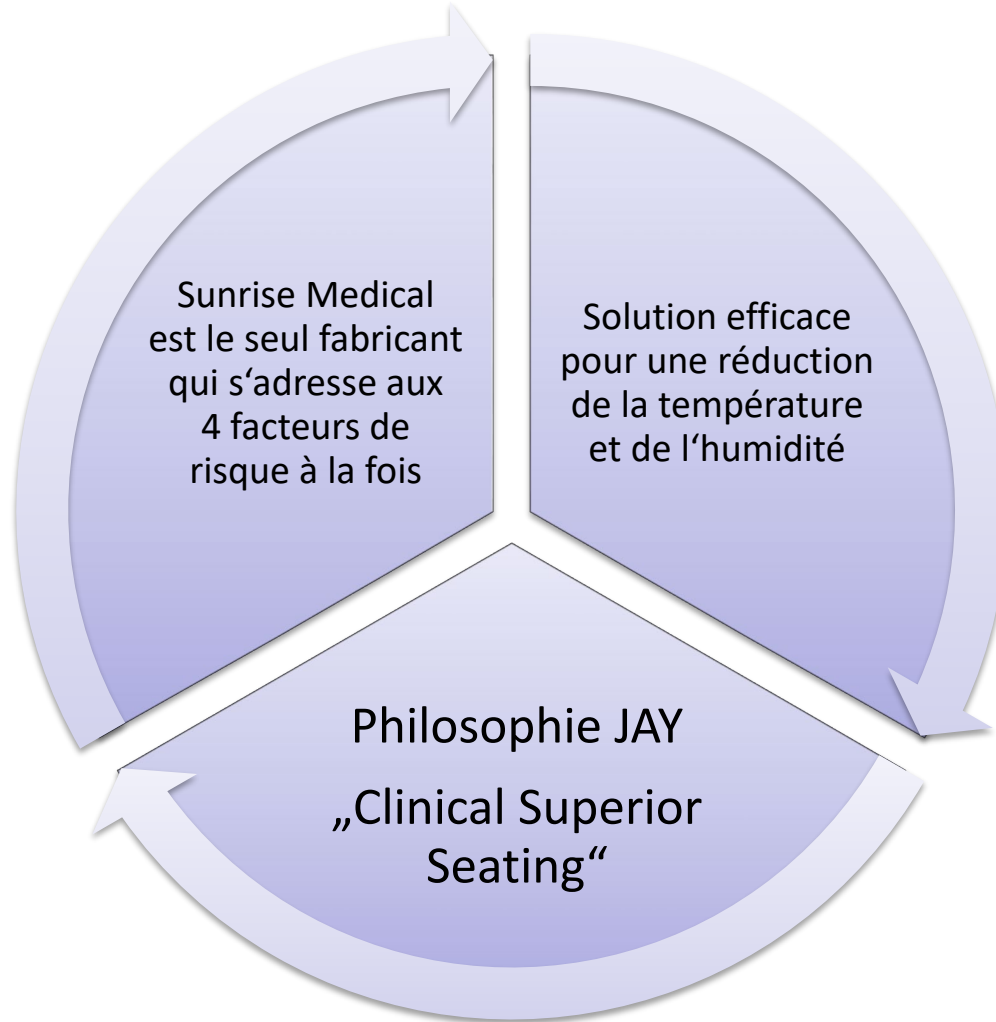 Sunrise Medical
est le seul fabricant
qui s‘adresse aux
4 facteurs de
risque à la fois
Solution efficace
pour une réduction
de la température
et de l‘humidité
Philosophie JAY
„Clinical Superior
Seating“